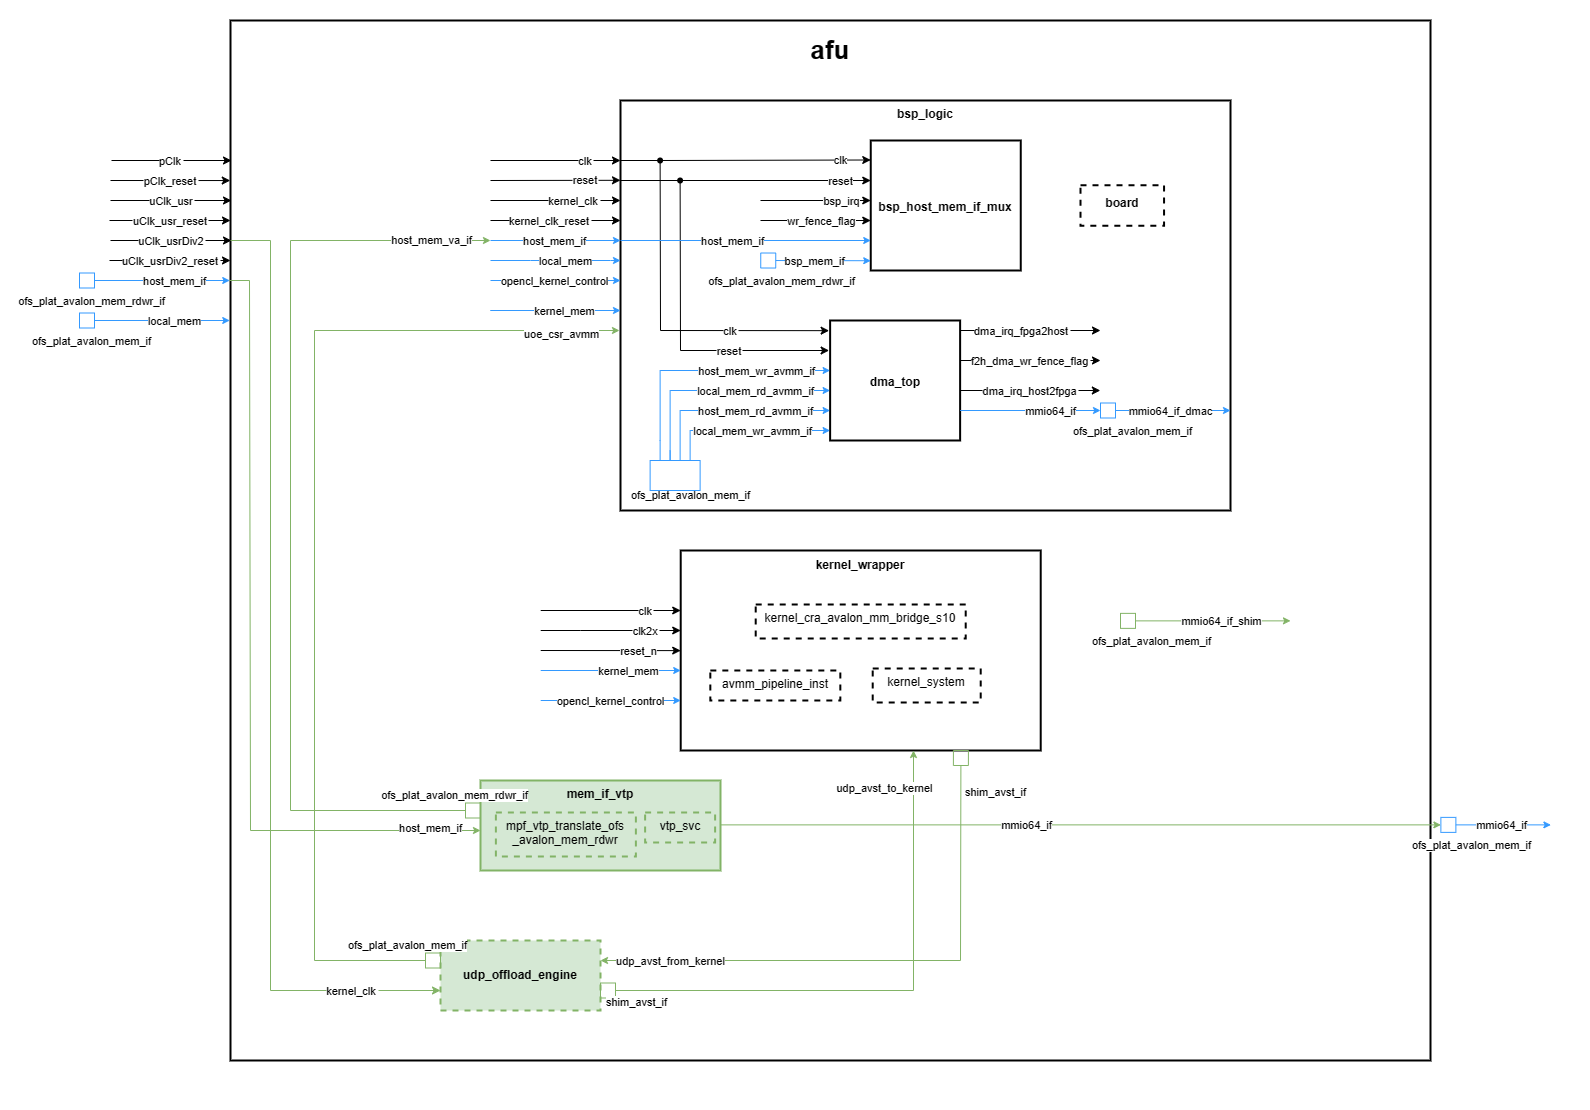 afu
bsp_logic
pClk
pClk_reset
uClk_usr
uClk_usr_reset
uClk_usrDiv2
uClk_usrDiv2_reset
host_mem_if
ofs_plat_avalon_mem_rdwr_if
local_mem
ofs_plat_avalon_mem_if
host_mem_va_if
clk
reset
kernel_clk
kernel_clk_reset
host_mem_if
local_mem
opencl_kernel_control
kernel_mem
uoe_csr_avmm
clk
reset
bsp_irq
wr_fence_flag
host_mem_if
bsp_mem_if
ofs_plat_avalon_mem_rdwr_if
bsp_host_mem_if_mux
board
clk
reset
host_mem_wr_avmm_if
local_mem_rd_avmm_if
host_mem_rd_avmm_if
local_mem_wr_avmm_if
ofs_plat_avalon_mem_if
dma_top
dma_irq_fpga2host
f2h_dma_wr_fence_flag
dma_irq_host2fpga
mmio64_if
mmio64_if_dmac
ofs_plat_avalon_mem_if
kernel_wrapper
clk
clk2x
reset_n
kernel_mem
opencl_kernel_control
kernel_cra_avalon_mm_bridge_s10
avmm_pipeline_inst
kernel_system
mmio64_if_shim
ofs_plat_avalon_mem_if
udp_avst_to_kernel
shim_avst_if
ofs_plat_avalon_mem_rdwr_if
host_mem_if
mem_if_vtp
mpf_vtp_translate_ofs
_avalon_mem_rdwr
vtp_svc
mmio64_if
mmio64_if
ofs_plat_avalon_mem_if
ofs_plat_avalon_mem_if
kernel_clk
udp_offload_engine
udp_avst_from_kernel
shim_avst_if